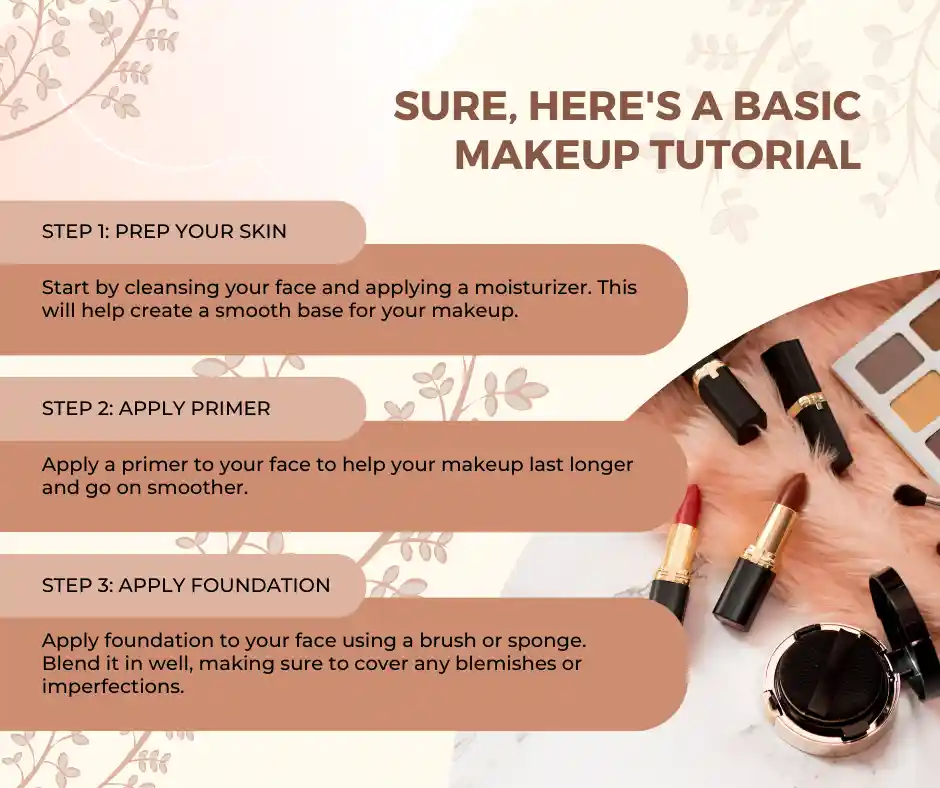 SURE, HERE'S A BASIC
MAKEUP TUTORIAL
STEP 1: PREP YOUR SKIN
Start by cleansing your face and applying a moisturizer. This
will help create a smooth base for your makeup.
STEP 2: APPLY PRIMER
Apply a primer to your face to help your makeup last longer
and go on smoother.
STEP 3: APPLY FOUNDATION
Apply foundation to your face using a brush or sponge.
Blend it in well, making sure to cover any blemishes or
imperfections.